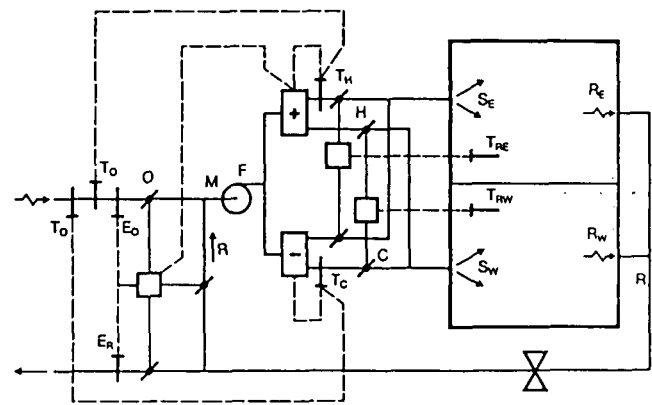 T_H
S_E
R_E
+
H
T_RE
F
M
O
T_O
T_RW
T_O
E_O
R
-
C
T_C
S_W
R_W
R
E_R